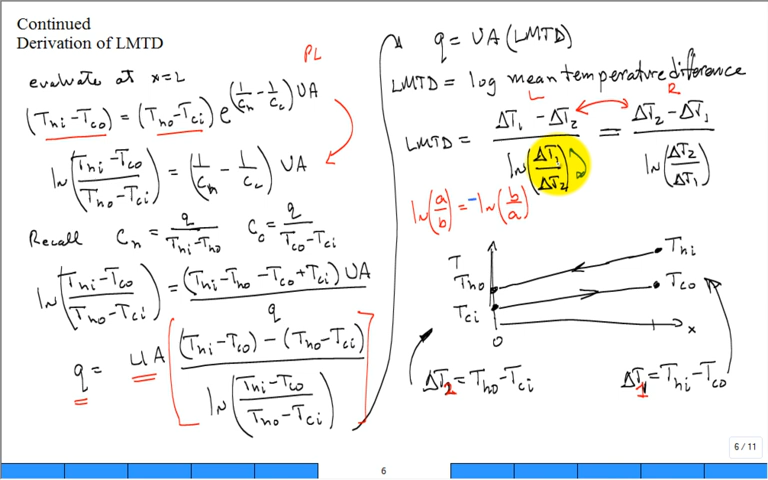 Continued
Derivation of LMTD
PL
evaluate at x=L
(Thi-Tco) = (Tho-Tci) e^(1/Ch - 1/Cc) UA
ln(Thi-Tco / Tho-Tci) = (1/Ch - 1/Cc) UA
Recall Ch = q / Thi-Tho Cc = q / Tco-Tci
ln(Thi-Tco / Tho-Tci) = (Thi-Tho-Tco+Tci) UA / q
q = UA [(Thi-Tco) - (Tho-Tci) / ln(Thi-Tco / Tho-Tci)]
q = UA (LMTD)
LMTD = log mean temperature difference
L R
LMTD = ΔT1 - ΔT2 / ln(ΔT1 / ΔT2) = ΔT2 - ΔT1 / ln(ΔT2 / ΔT1)
ln(a/b) = -ln(b/a)
T
Thi
Tho
Tco
Tci
0
x
ΔT2 = Tho-Tci ΔT1 = Thi-Tco
6 / 11
6